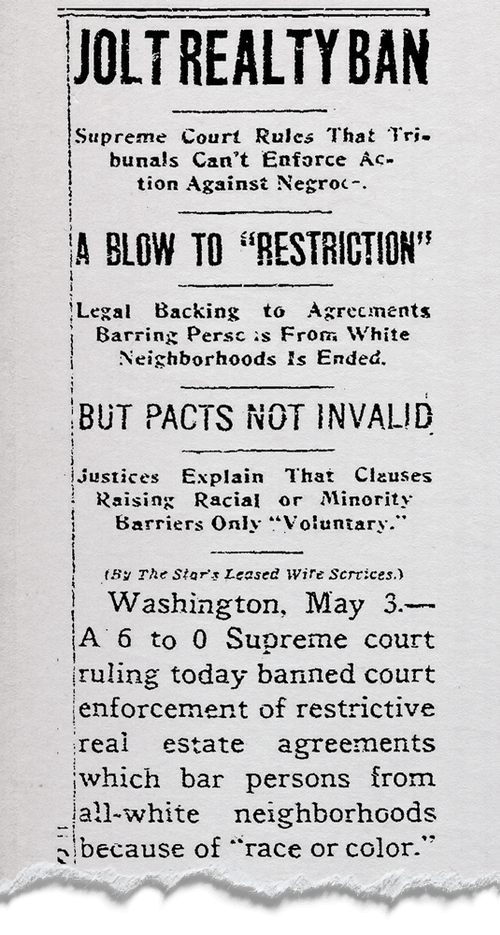 JOLT REALTY BAN
Supreme Court Rules That Tri-
bunals Can't Enforce Ac-
tion Against
A BLOW TO "RESTRICTION"
Legal Backing to Agreements
Barring From White
Neighborhoods Is Ended.
BUT PACTS NOT INVALID
Justices Explain That Clauses
Raising Racial or Minority
Barriers Only "Voluntary."
(By The Star's Leased Wire Services.)
Washington, May 3.—
A 6 to 0 Supreme court
ruling today banned court
enforcement of restrictive
real estate agreements
which bar persons from
all-white neighborhoods
because of "race or color."